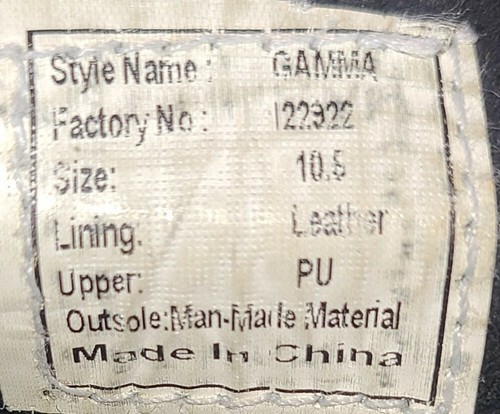 Style Name: GAMMA
Factory No: 122922
Size: 10.5
Lining: Leather
Upper: PU
Outsole:Man-Made Material
Made In China